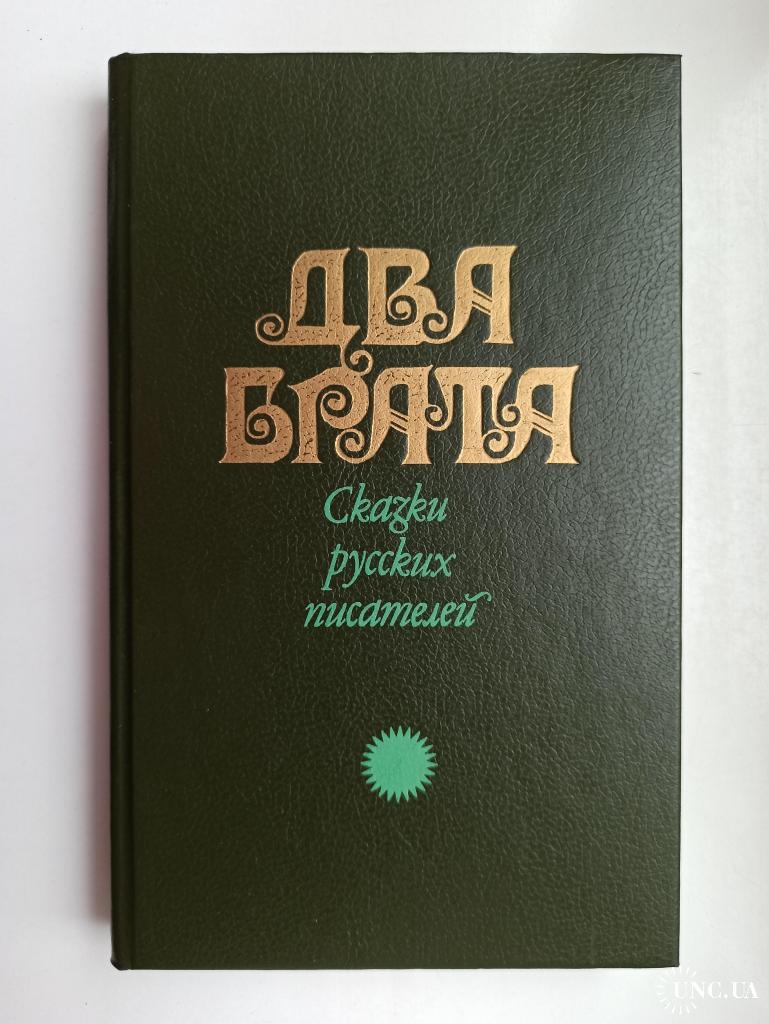 ДВА
БРАТА
Сказки
русских
писателей
UNC.UA